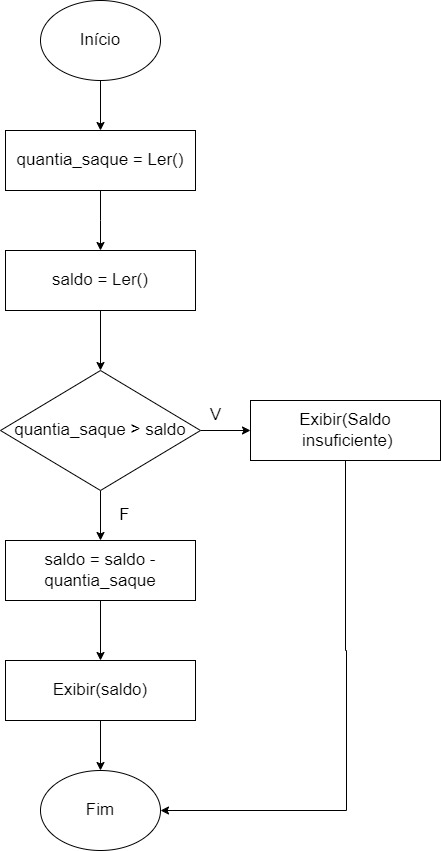 Início
quantia_saque = Ler()
saldo = Ler()
quantia_saque > saldo
V
Exibir(Saldo
insuficiente)
F
saldo = saldo -
quantia_saque
Exibir(saldo)
Fim